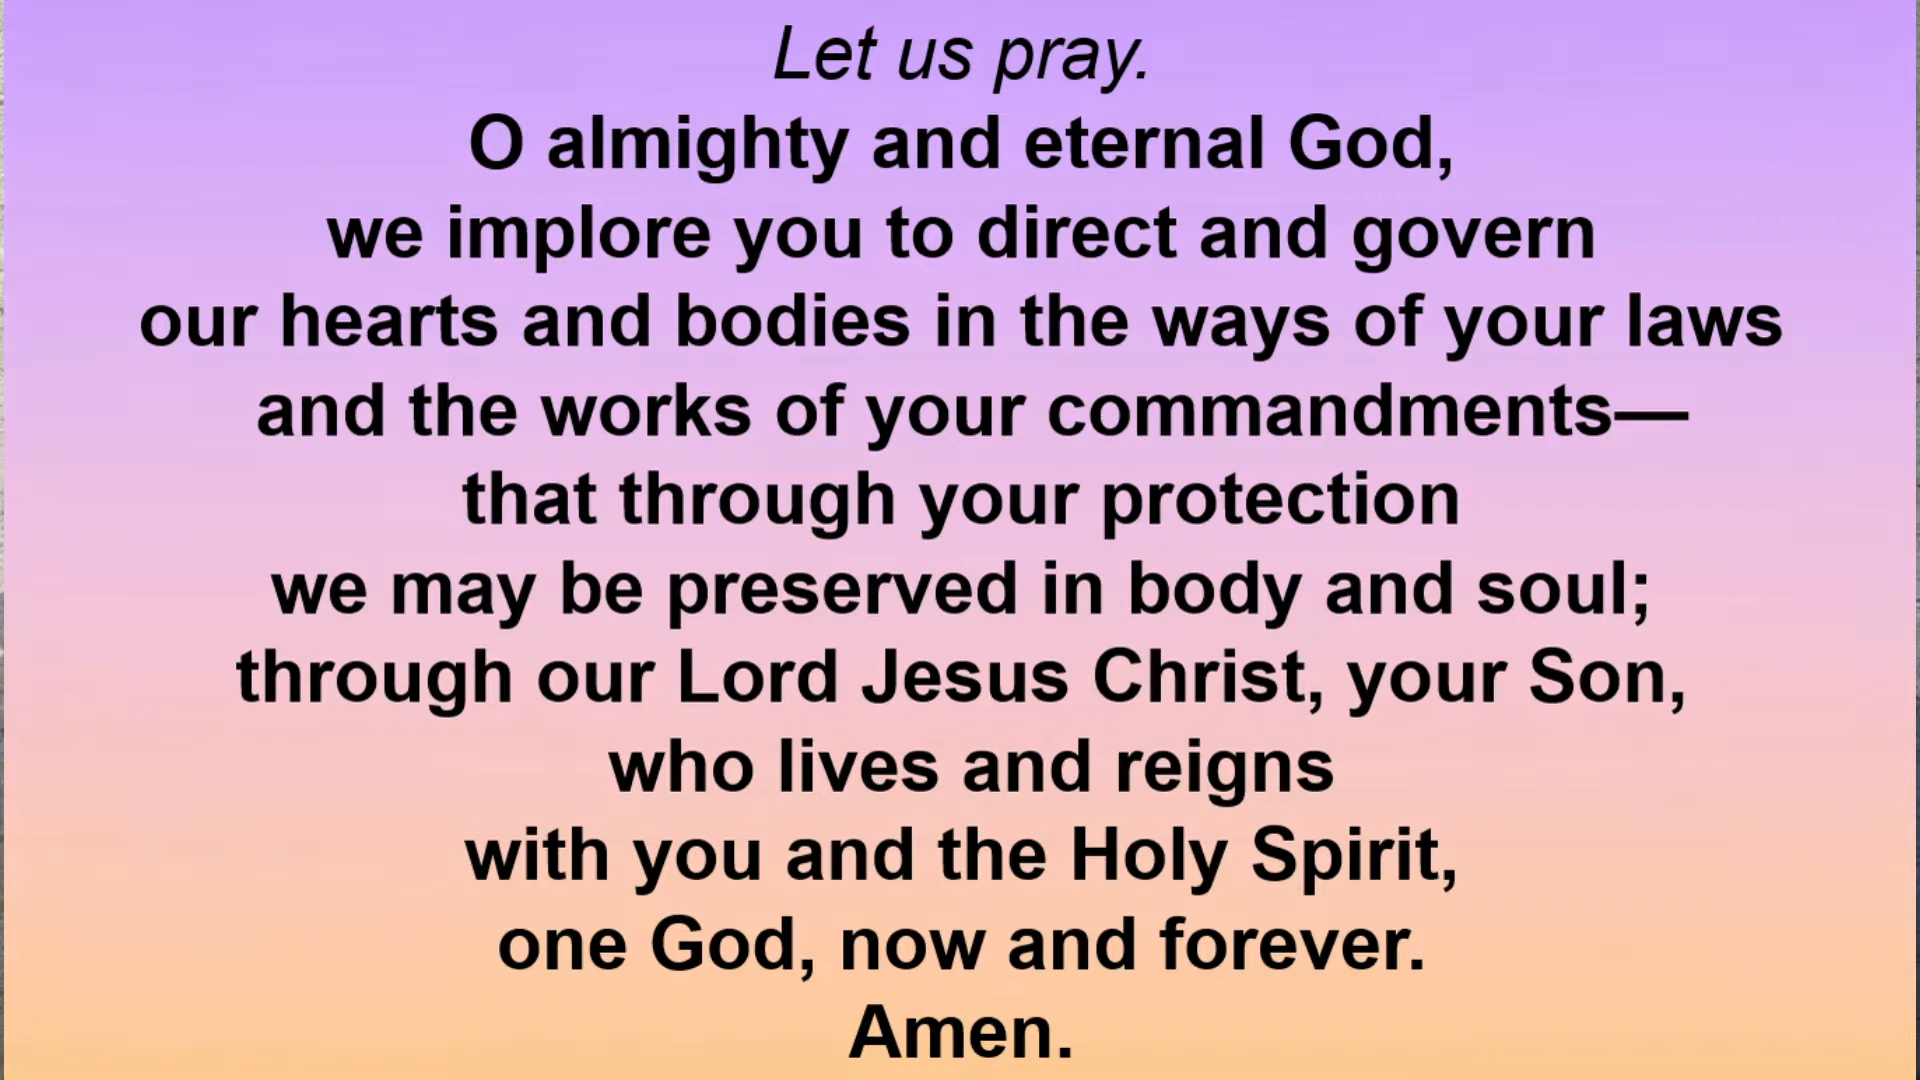 Let us pray.
O almighty and eternal God,
we implore you to direct and govern
our hearts and bodies in the ways of your laws
and the works of your commandments—
that through your protection
we may be preserved in body and soul;
through our Lord Jesus Christ, your Son,
who lives and reigns
with you and the Holy Spirit,
one God, now and forever.
Amen.